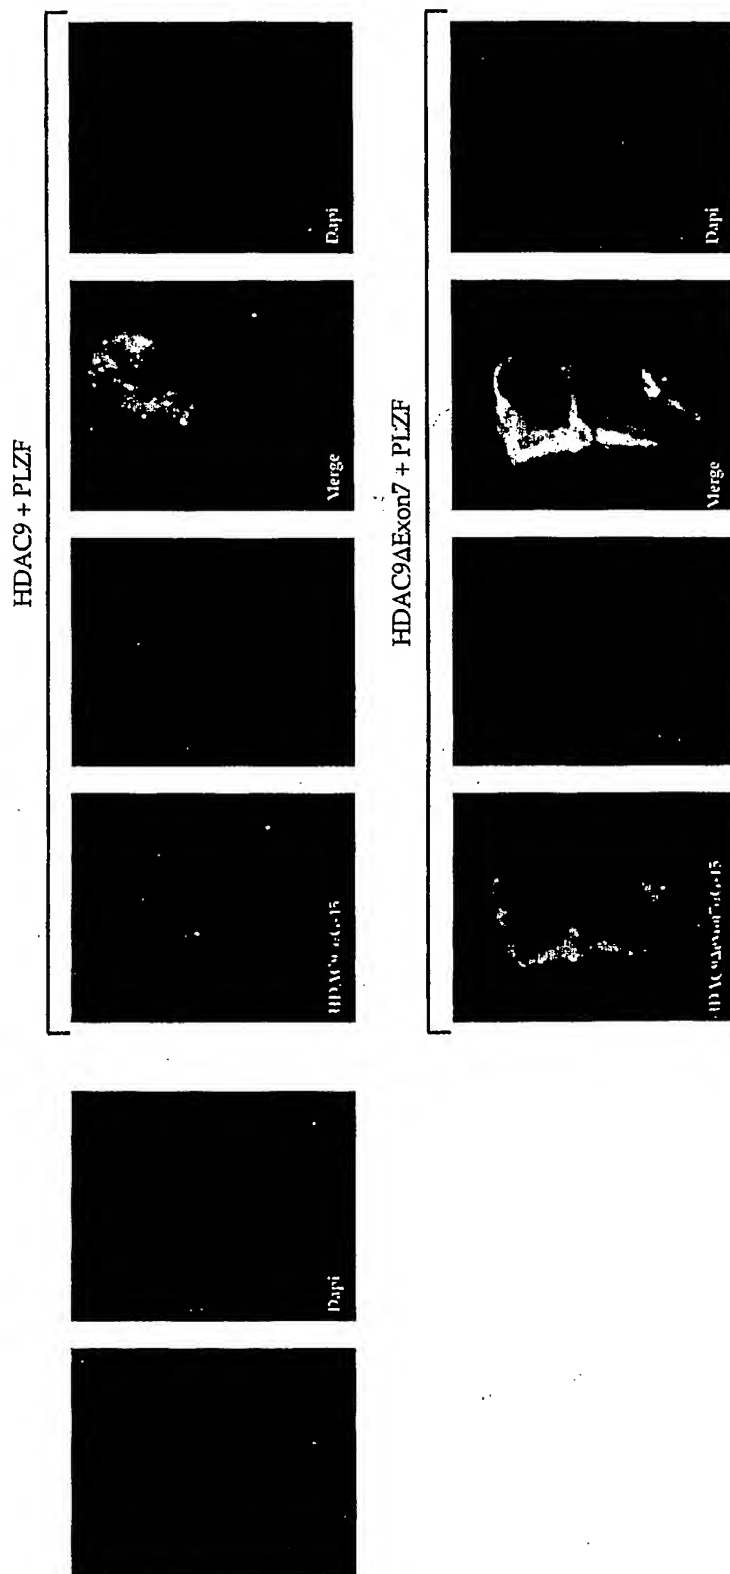 HDAC9 + PLZF
Dapi
Merge
Dapi
HDAC9ΔExon7 + PLZF
Dapi
Merge